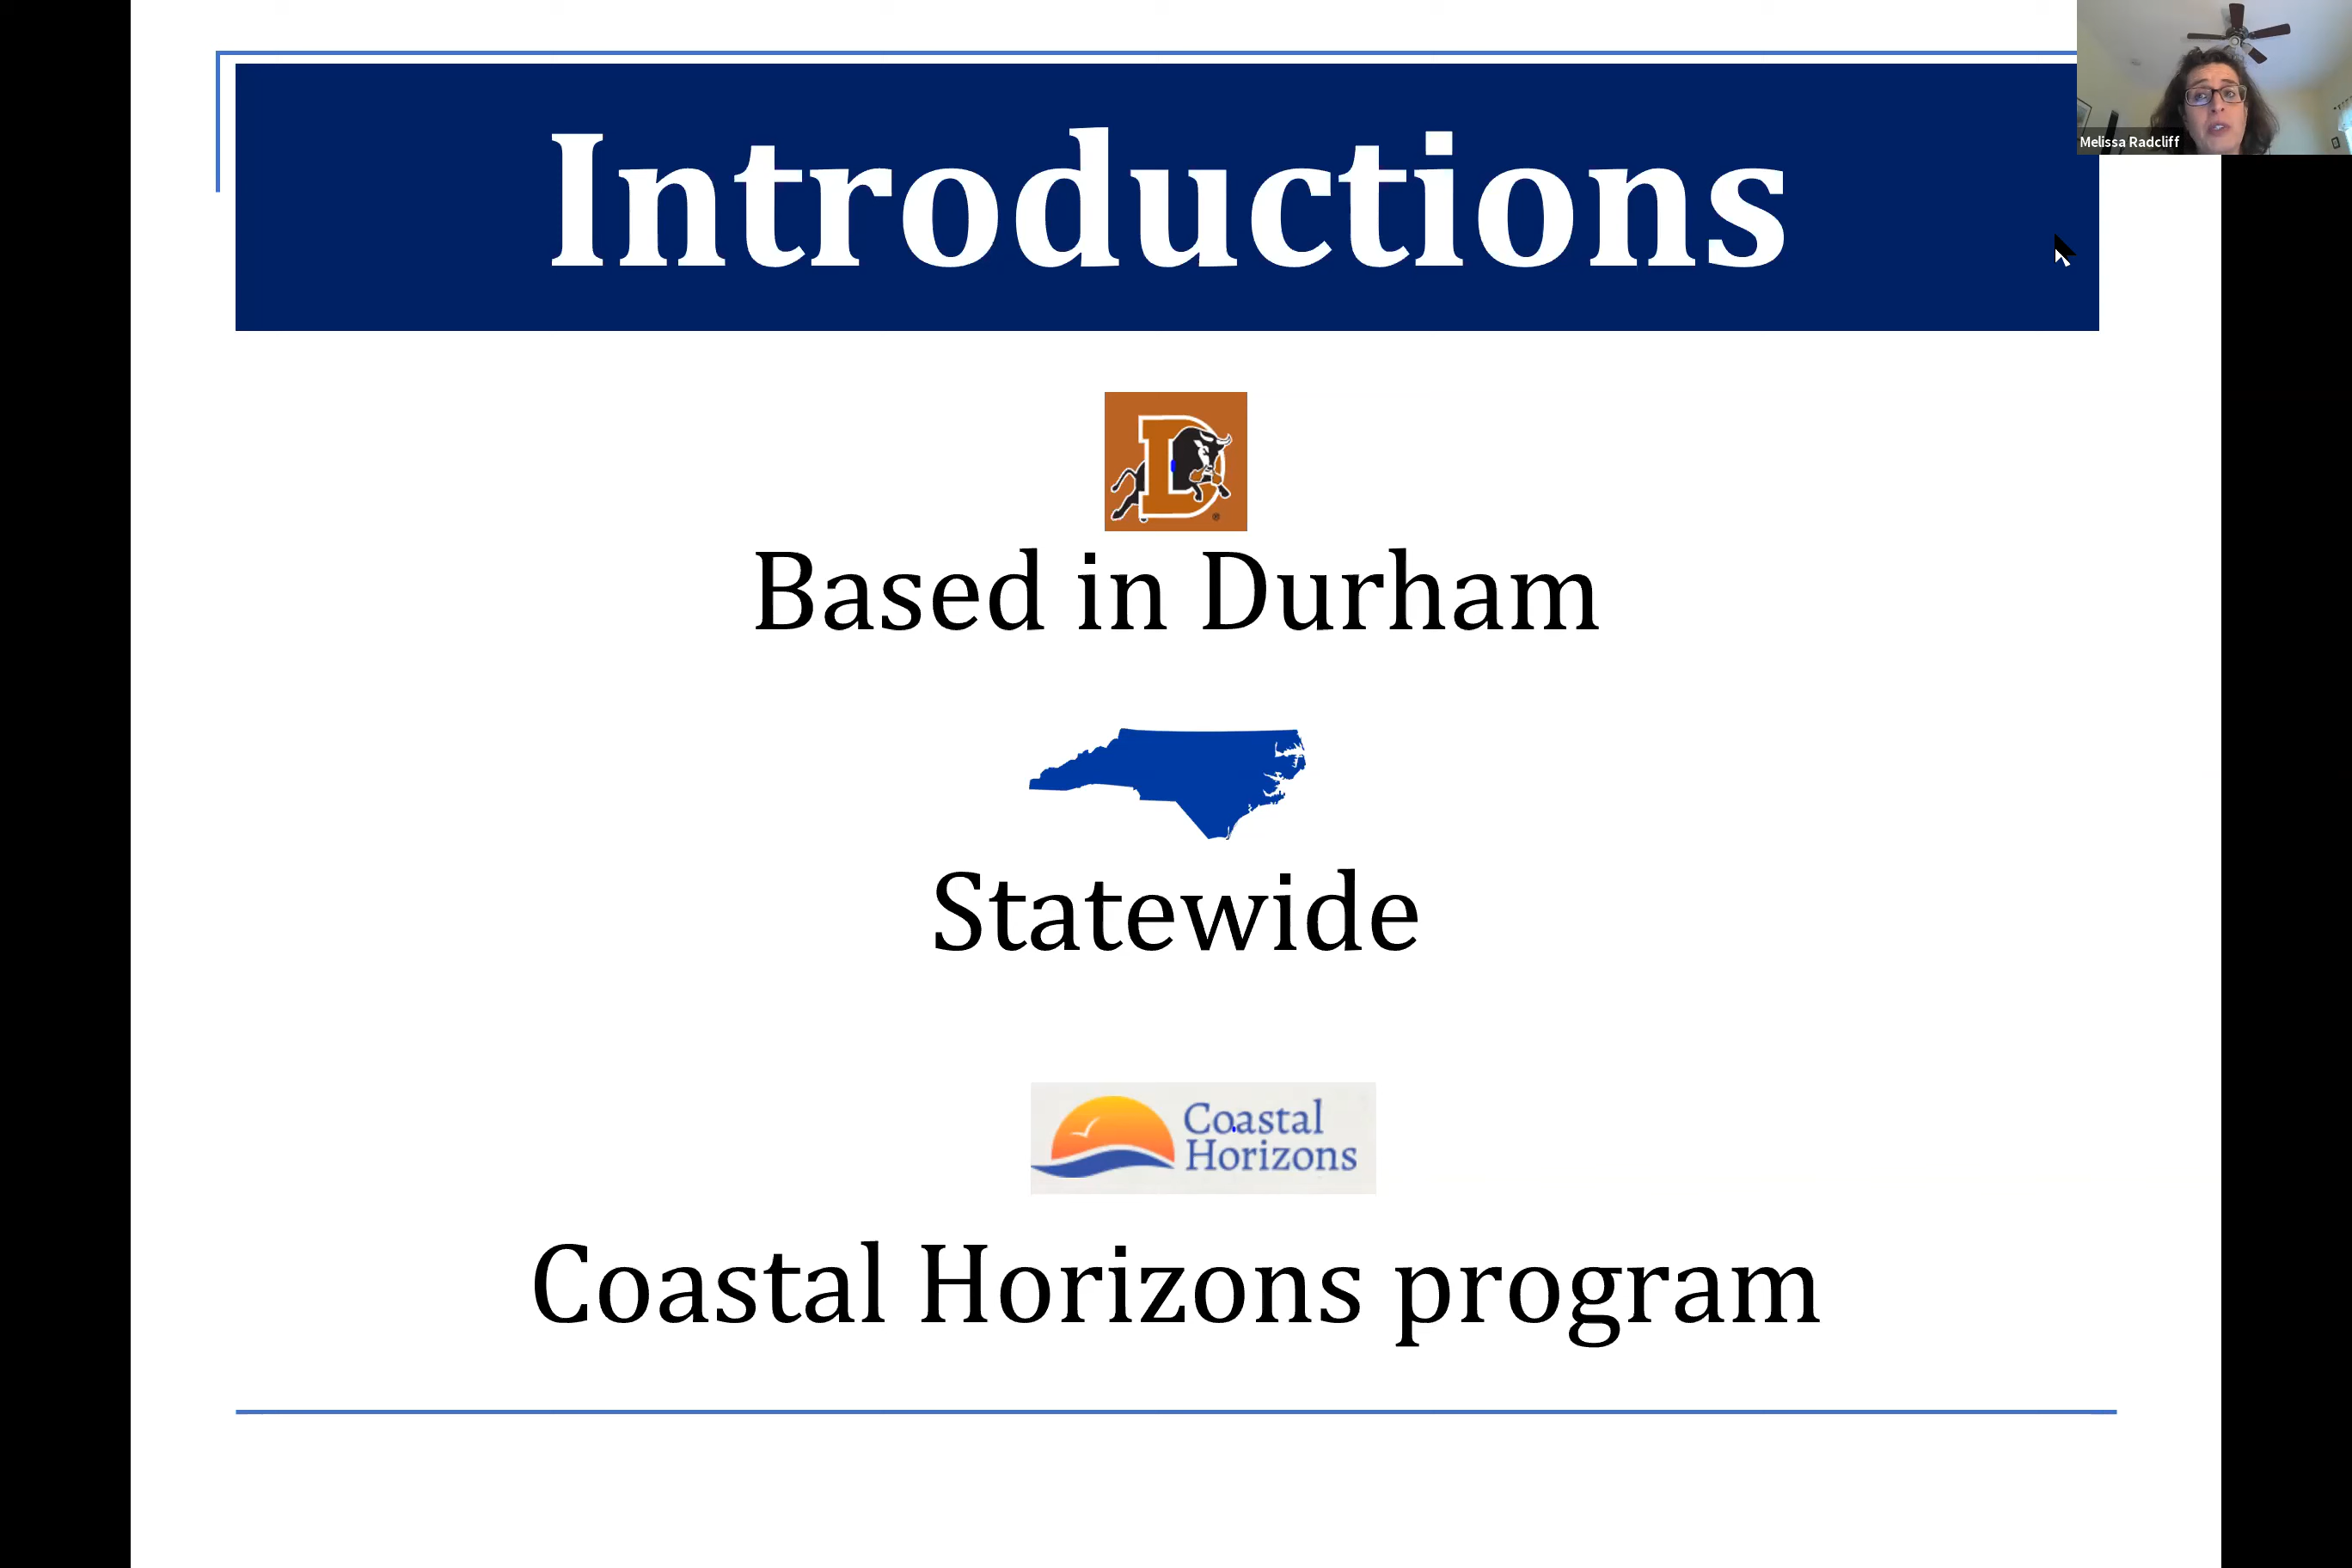 Introductions
Melissa Radcliff
D
®
Based in Durham
Statewide
Coastal
Horizons
Coastal Horizons program